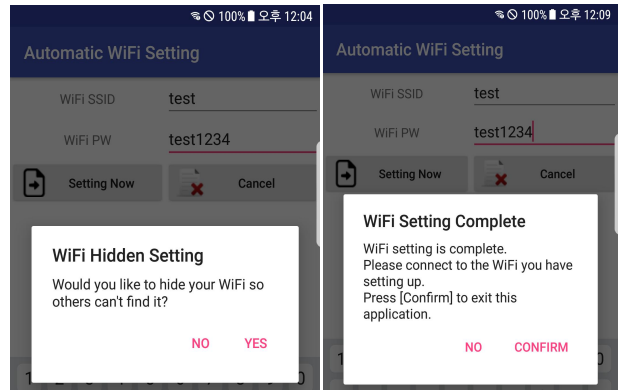 100% 오후 12:04
Automatic WiFi Setting
WiFi SSID test
WiFi PW test1234
Setting Now Cancel
WiFi Hidden Setting
Would you like to hide your WiFi so
others can't find it?
NO YES
100% 오후 12:09
Automatic WiFi Setting
WiFi SSID test
WiFi PW test1234
Setting Now Cancel
WiFi Setting Complete
WiFi setting is complete.
Please connect to the WiFi you have
setting up.
Press [Confirm] to exit this
application.
NO CONFIRM